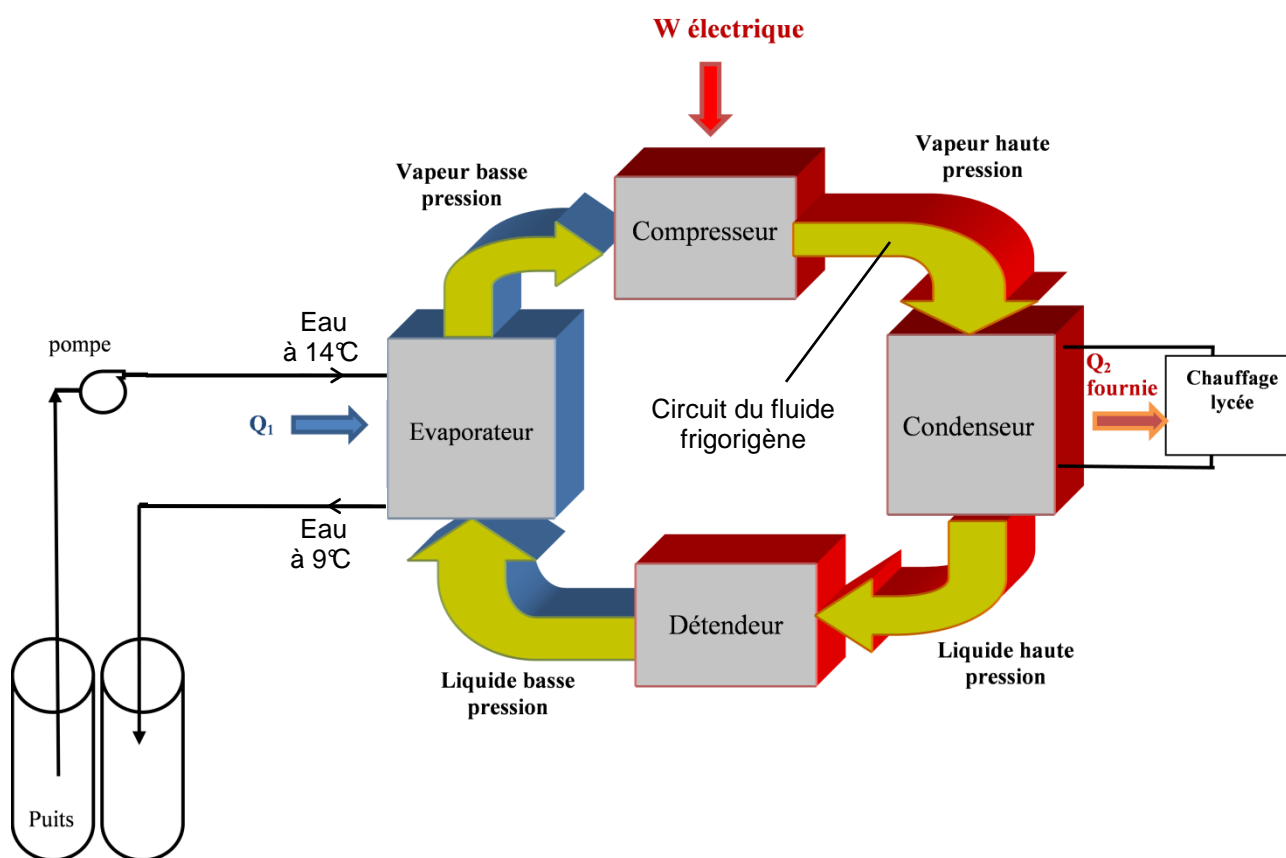 W électrique
Vapeur basse
pression
Vapeur haute
pression
Compresseur
Eau
à 14°C
pompe
Q1
Evaporateur
Circuit du fluide
frigorigène
Condenseur
Q2
fournie
Chauffage
lycée
Eau
à 9°C
Détendeur
Liquide basse
pression
Liquide haute
pression
Puits